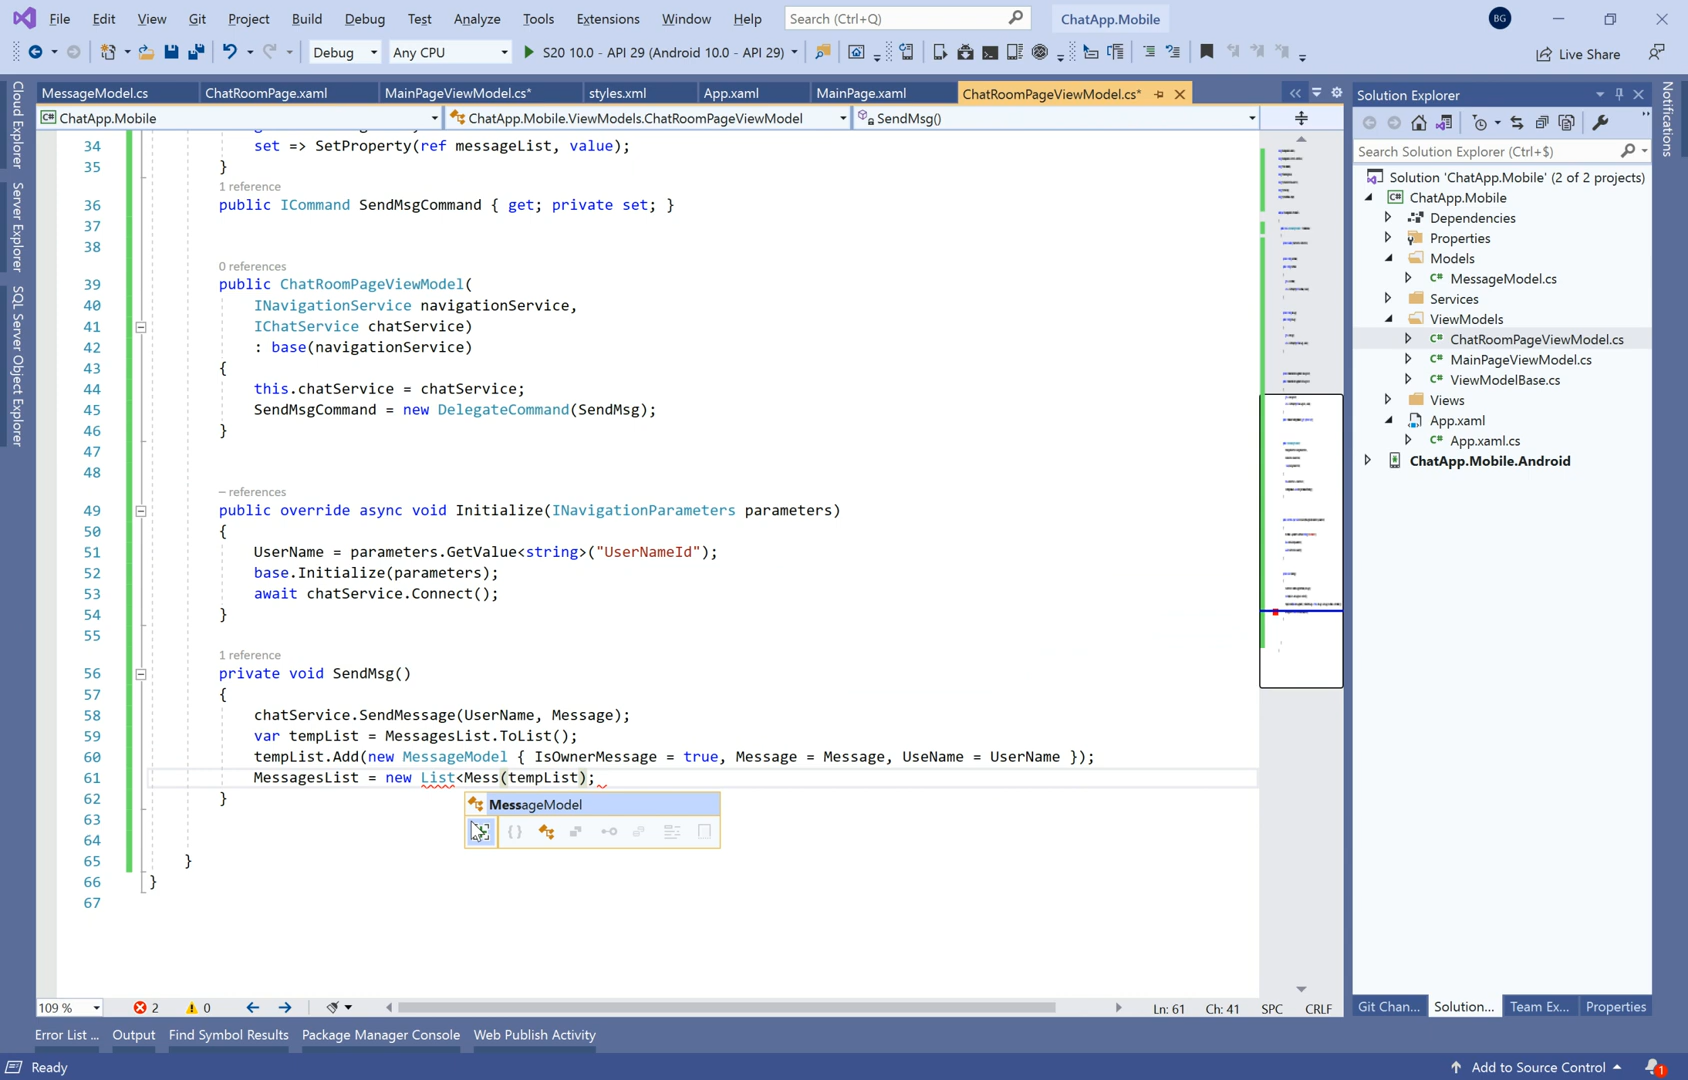 File Edit View Git Project Build Debug Test Analyze Tools Extensions Window Help Search (Ctrl+Q) ChatApp.Mobile BG
Debug Any CPU S20 10.0 - API 29 (Android 10.0 - API 29) Live Share
MessageModel.cs ChatRoomPage.xaml MainPageViewModel.cs* styles.xml App.xaml MainPage.xaml ChatRoomPageViewModel.cs*
ChatApp.Mobile ChatApp.Mobile.ViewModels.ChatRoomPageViewModel SendMsg()
Cloud Explorer
Server Explorer
SQL Server Object Explorer
34 set => SetProperty(ref messageList, value);
35 }
1 reference
36 public ICommand SendMsgCommand { get; private set; }
37
38
0 references
39 public ChatRoomPageViewModel(
40 INavigationService navigationService,
41 IChatService chatService)
42 : base(navigationService)
43 {
44 this.chatService = chatService;
45 SendMsgCommand = new DelegateCommand(SendMsg);
46 }
47
48
– references
49 public override async void Initialize(INavigationParameters parameters)
50 {
51 UserName = parameters.GetValue<string>("UserNameId");
52 base.Initialize(parameters);
53 await chatService.Connect();
54 }
55
1 reference
56 private void SendMsg()
57 {
58 chatService.SendMessage(UserName, Message);
59 var tempList = MessagesList.ToList();
60 tempList.Add(new MessageModel { IsOwnerMessage = true, Message = Message, UseName = UserName });
61 MessagesList = new List<Mess(tempList);
MessageModel
62 }
63
64
65 }
66 }
67
109 % 2 0 Ln: 61 Ch: 41 SPC CRLF
Error List ... Output Find Symbol Results Package Manager Console Web Publish Activity
Ready Add to Source Control 1
Solution Explorer
Search Solution Explorer (Ctrl+$)
Solution 'ChatApp.Mobile' (2 of 2 projects)
ChatApp.Mobile
Dependencies
Properties
Models
MessageModel.cs
Services
ViewModels
ChatRoomPageViewModel.cs
MainPageViewModel.cs
ViewModelBase.cs
Views
App.xaml
App.xaml.cs
ChatApp.Mobile.Android
Git Chan... Solution... Team Ex... Properties
Notifications